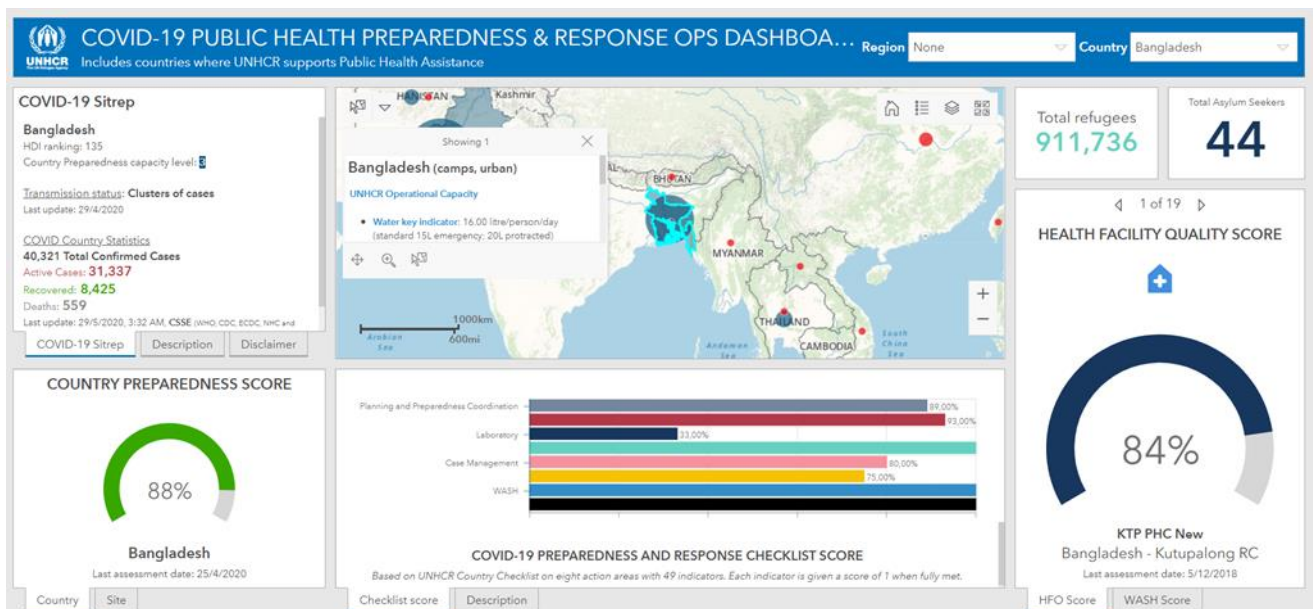 UNHCR
The UN Refugee Agency
COVID-19 PUBLIC HEALTH PREPAREDNESS & RESPONSE OPS DASHBOA...
Includes countries where UNHCR supports Public Health Assistance
Region None
Country Bangladesh
COVID-19 Sitrep
Bangladesh
HDI ranking: 135
Country Preparedness capacity level: 3
Transmission status: Clusters of cases
Last update: 29/4/2020
COVID Country Statistics
40,321 Total Confirmed Cases
Active Cases: 31,337
Recovered: 8,425
Deaths: 559
Last update: 29/5/2020, 3:32 AM, CSSE (WHO, CDC, ECDC, NHC and
COVID-19 Sitrep
Description
Disclaimer
HANISTAN
Kashmir
Showing 1
Bangladesh (camps, urban)
UNHCR Operational Capacity
• Water key indicator: 16.00 litre/person/day
(standard 15L emergency: 20L protracted)
BHUTAN
MYANMAR
THAILAND
CAMBODIA
1000km
600mi
Arabian
Sea
Andaman
Sea
South
China
Sea
+
−
Total refugees
911,736
Total Asylum Seekers
44
1 of 19
HEALTH FACILITY QUALITY SCORE
84%
KTP PHC New
Bangladesh - Kutupalong RC
Last assessment date: 5/12/2018
HFO Score
WASH Score
COUNTRY PREPAREDNESS SCORE
88%
Bangladesh
Last assessment date: 25/4/2020
Country
Site
Planning and Preparedness Coordination
89,00%
93,00%
Laboratory
33,00%
Case Management
80,00%
75,00%
WASH
COVID-19 PREPAREDNESS AND RESPONSE CHECKLIST SCORE
Based on UNHCR Country Checklist on eight action areas with 49 indicators. Each indicator is given a score of 1 when fully met.
Checklist score
Description